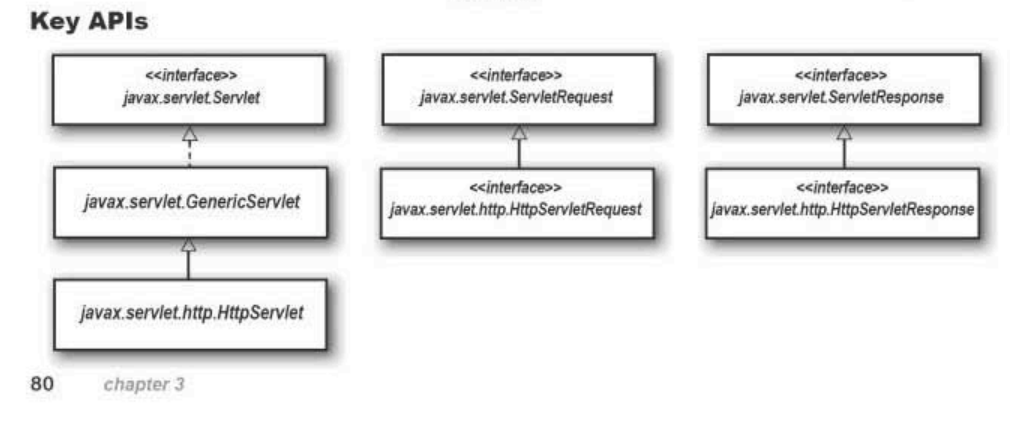 Key APIs
<<interface>>
javax.servlet.Servlet
javax.servlet.GenericServlet
javax.servlet.http.HttpServlet
<<interface>>
javax.servlet.ServletRequest
<<interface>>
javax.servlet.http.HttpServletRequest
<<interface>>
javax.servlet.ServletResponse
<<interface>>
javax.servlet.http.HttpServletResponse
80 chapter 3